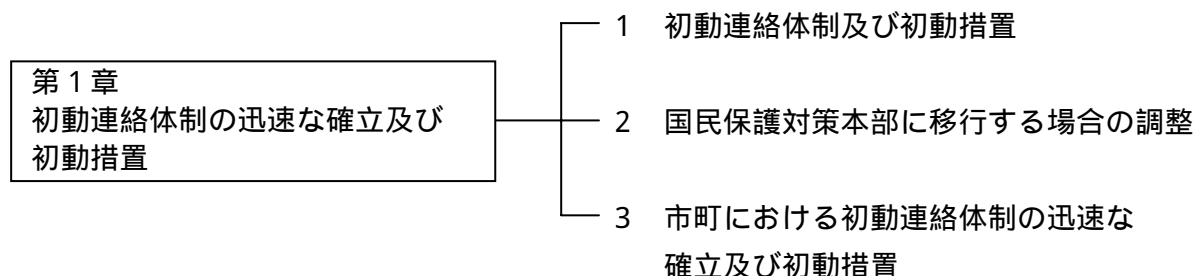 第1章
初動連絡体制の迅速な確立及び
初動措置
1 初動連絡体制及び初動措置
2 国民保護対策本部に移行する場合の調整
3 市町における初動連絡体制の迅速な
確立及び初動措置